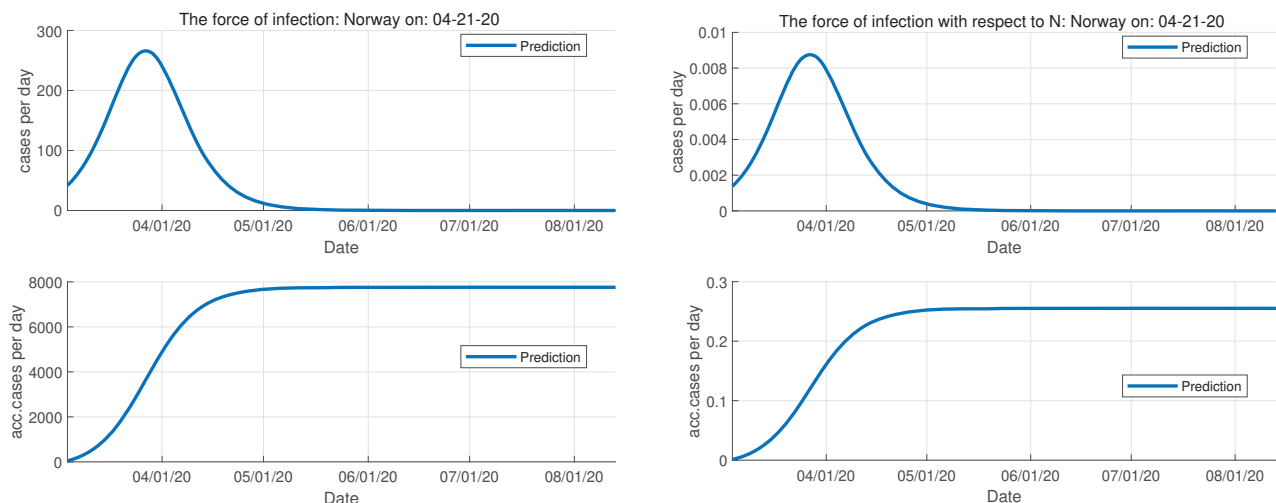 The force of infection: Norway on: 04-21-20
300
200
100
0
cases per day
Prediction
04/01/20 05/01/20 06/01/20 07/01/20 08/01/20
Date
The force of infection with respect to N: Norway on: 04-21-20
0.01
0.008
0.006
0.004
0.002
0
cases per day
Prediction
04/01/20 05/01/20 06/01/20 07/01/20 08/01/20
Date
8000
6000
4000
2000
0
acc.cases per day
Prediction
04/01/20 05/01/20 06/01/20 07/01/20 08/01/20
Date
0.3
0.2
0.1
0
acc.cases per day
Prediction
04/01/20 05/01/20 06/01/20 07/01/20 08/01/20
Date